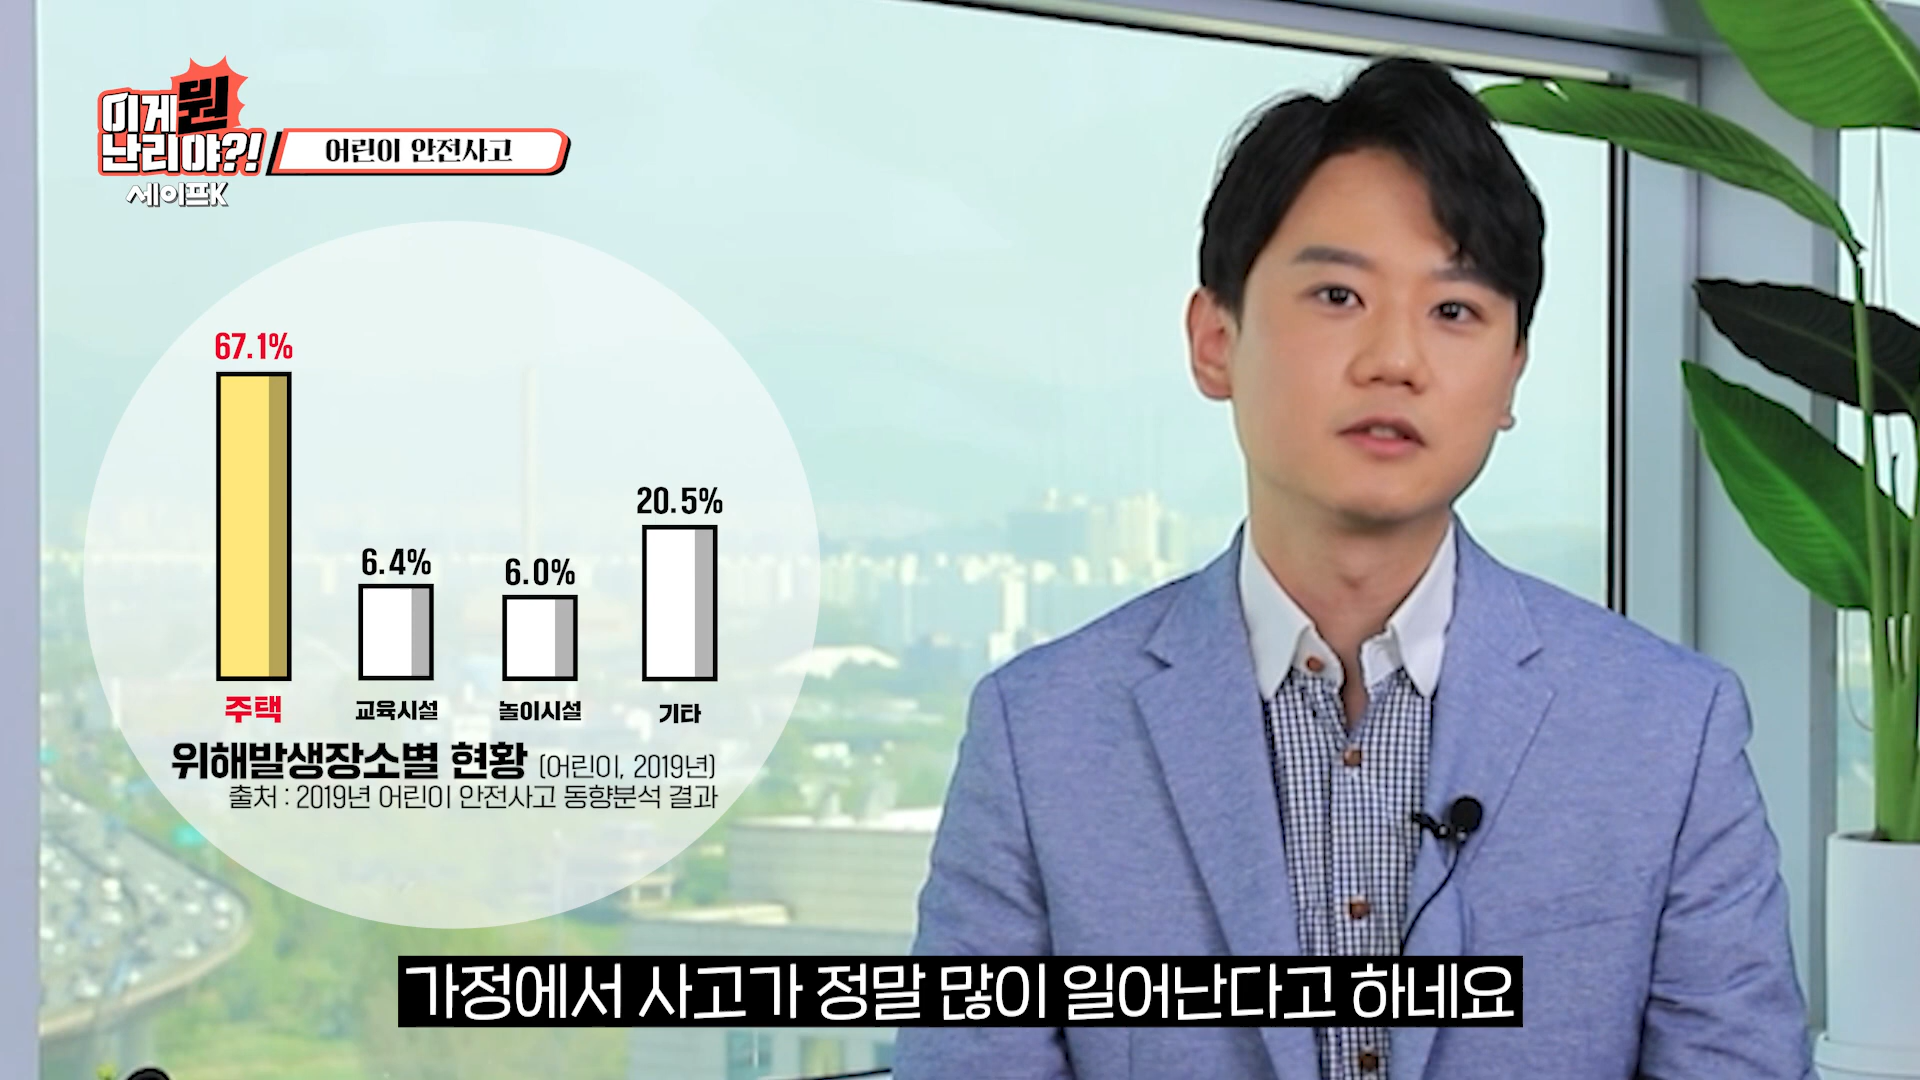 이게 뭔
난리야?!
세이프K
어린이 안전사고
67.1%
6.4%
6.0%
20.5%
주택
교육시설
놀이시설
기타
위해발생장소별 현황 (어린이, 2019년)
출처 : 2019년 어린이 안전사고 동향분석 결과
가정에서 사고가 정말 많이 일어난다고 하네요